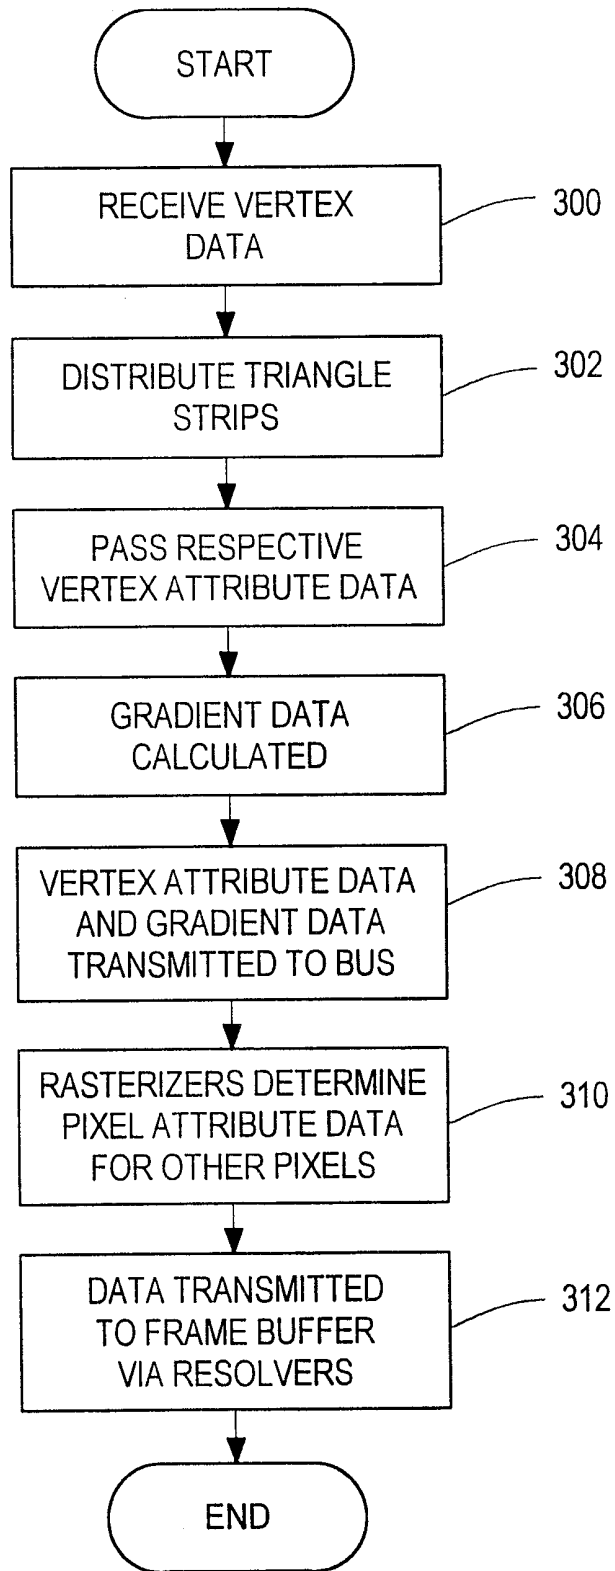 START
RECEIVE VERTEX
DATA
300
DISTRIBUTE TRIANGLE
STRIPS
302
PASS RESPECTIVE
VERTEX ATTRIBUTE DATA
304
GRADIENT DATA
CALCULATED
306
VERTEX ATTRIBUTE DATA
AND GRADIENT DATA
TRANSMITTED TO BUS
308
RASTERIZERS DETERMINE
PIXEL ATTRIBUTE DATA
FOR OTHER PIXELS
310
DATA TRANSMITTED
TO FRAME BUFFER
VIA RESOLVERS
312
END